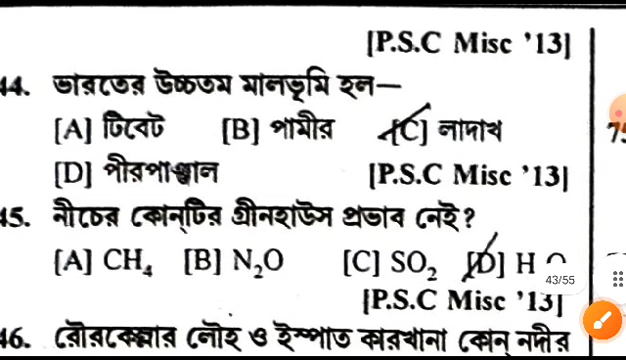 [P.S.C Misc '13]
44. ভারতের উচ্চতম মালভূমি হল—
[A] টিবেট [B] পামীর [C] লাদাখ
[D] পীরপাঞ্জাল [P.S.C Misc '13]
45. নীচের কোন্‌টির গ্রীনহাউস প্রভাব নেই?
[A] CH₄ [B] N₂O [C] SO₂ [D] H
43/55
[P.S.C Misc '13]
46. রৌরকেল্লার লৌহ ও ইস্পাত কারখানা কোন্ নদীর